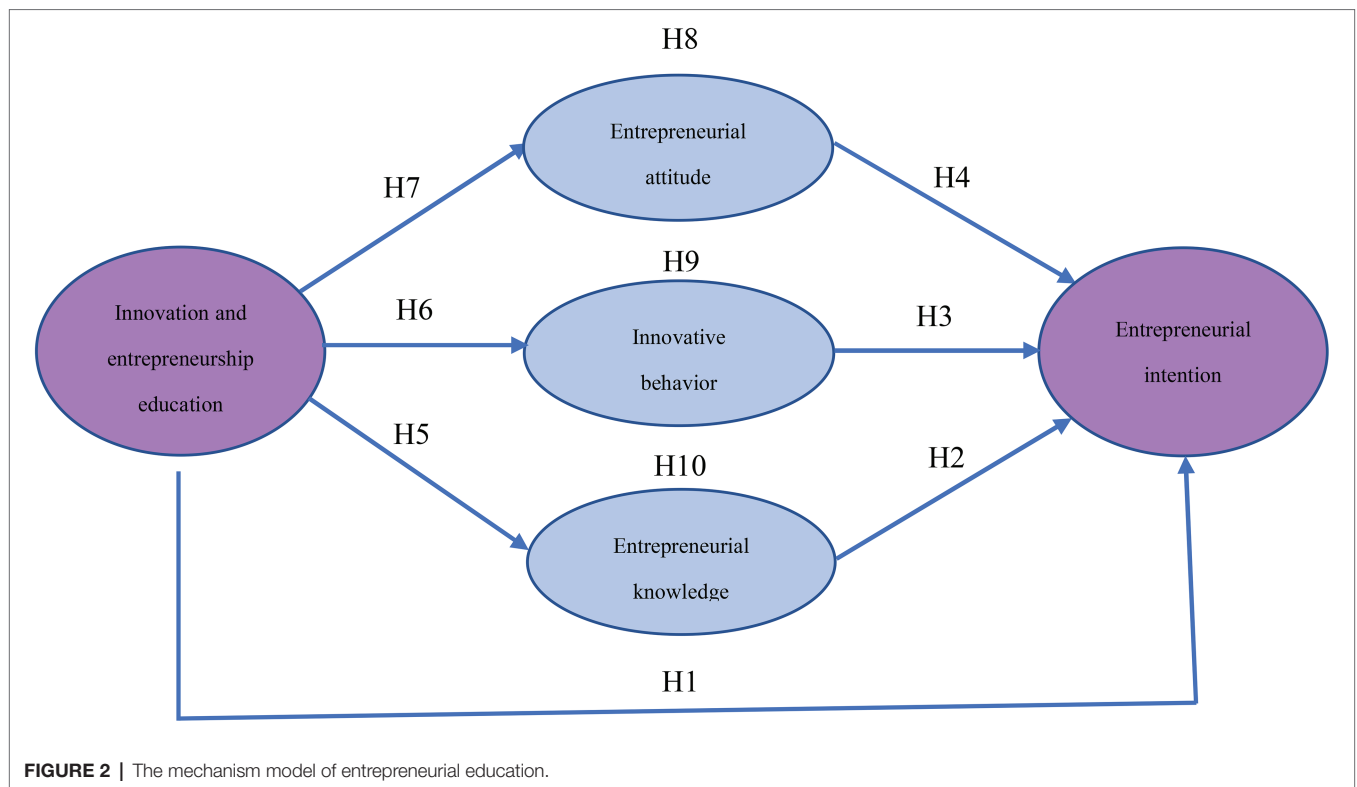 H8
Entrepreneurial
attitude
H7
H4
H9
Innovation and
entrepreneurship
education
H6
Innovative
behavior
H3
Entrepreneurial
intention
H5
H10
H2
Entrepreneurial
knowledge
H1
FIGURE 2 | The mechanism model of entrepreneurial education.